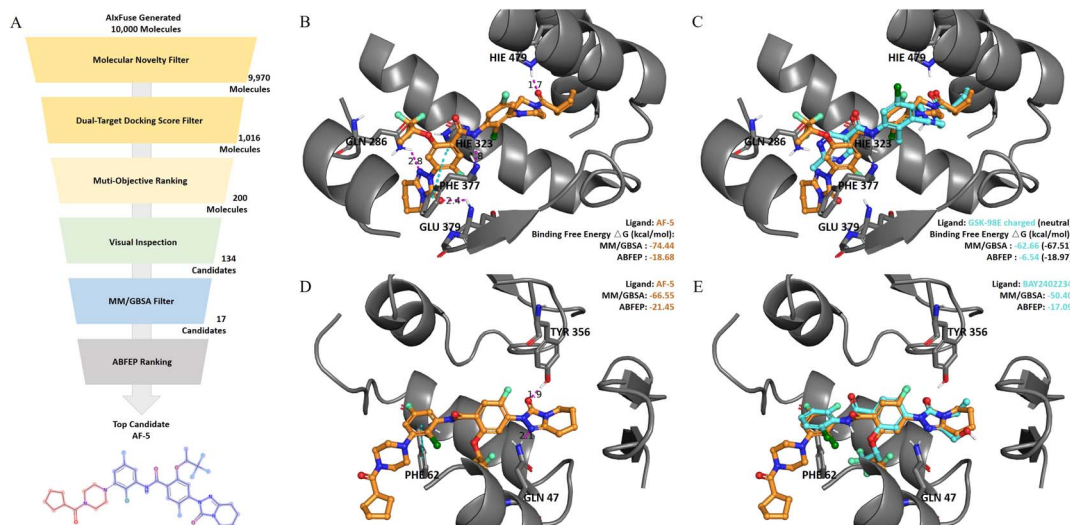 A
AIxFuse Generated
10,000 Molecules
Molecular Novelty Filter
9,970
Molecules
Dual-Target Docking Score Filter
1,016
Molecules
Muti-Objective Ranking
200
Molecules
Visual Inspection
134
Candidates
MM/GBSA Filter
17
Candidates
ABFEP Ranking
Top Candidate
AF-5
B
HIE 479
1.7
GLN 286
HIE 323
2.8
PHE 377
2.4
GLU 379
Ligand: AF-5
Binding Free Energy △G (kcal/mol):
MM/GBSA : -74.44
ABFEP : -18.68
C
HIE 479
GLN 286
HIE 323
PHE 377
GLU 379
Ligand: GSK-98E charged (neutral)
Binding Free Energy △G (kcal/mol)
MM/GBSA : -62.66 (-67.51)
ABFEP : -6.54 (-18.97)
D
Ligand: AF-5
MM/GBSA: -66.55
ABFEP: -21.45
TYR 356
1.9
2.1
PHE 62
GLN 47
E
Ligand: BAY2402234
MM/GBSA: -50.40
ABFEP: -17.09
TYR 356
PHE 62
GLN 47